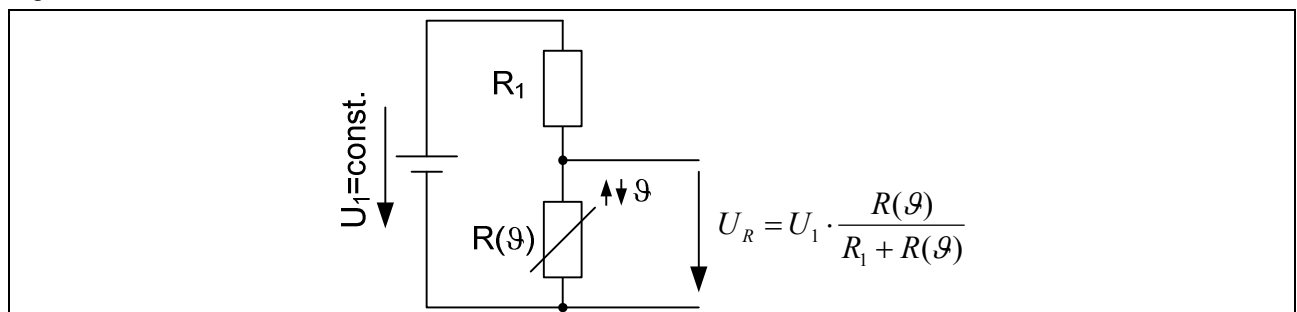 R₁
U₁=const.
ϑ
R(ϑ)
U_R = U₁ · R(ϑ) / (R₁ + R(ϑ))